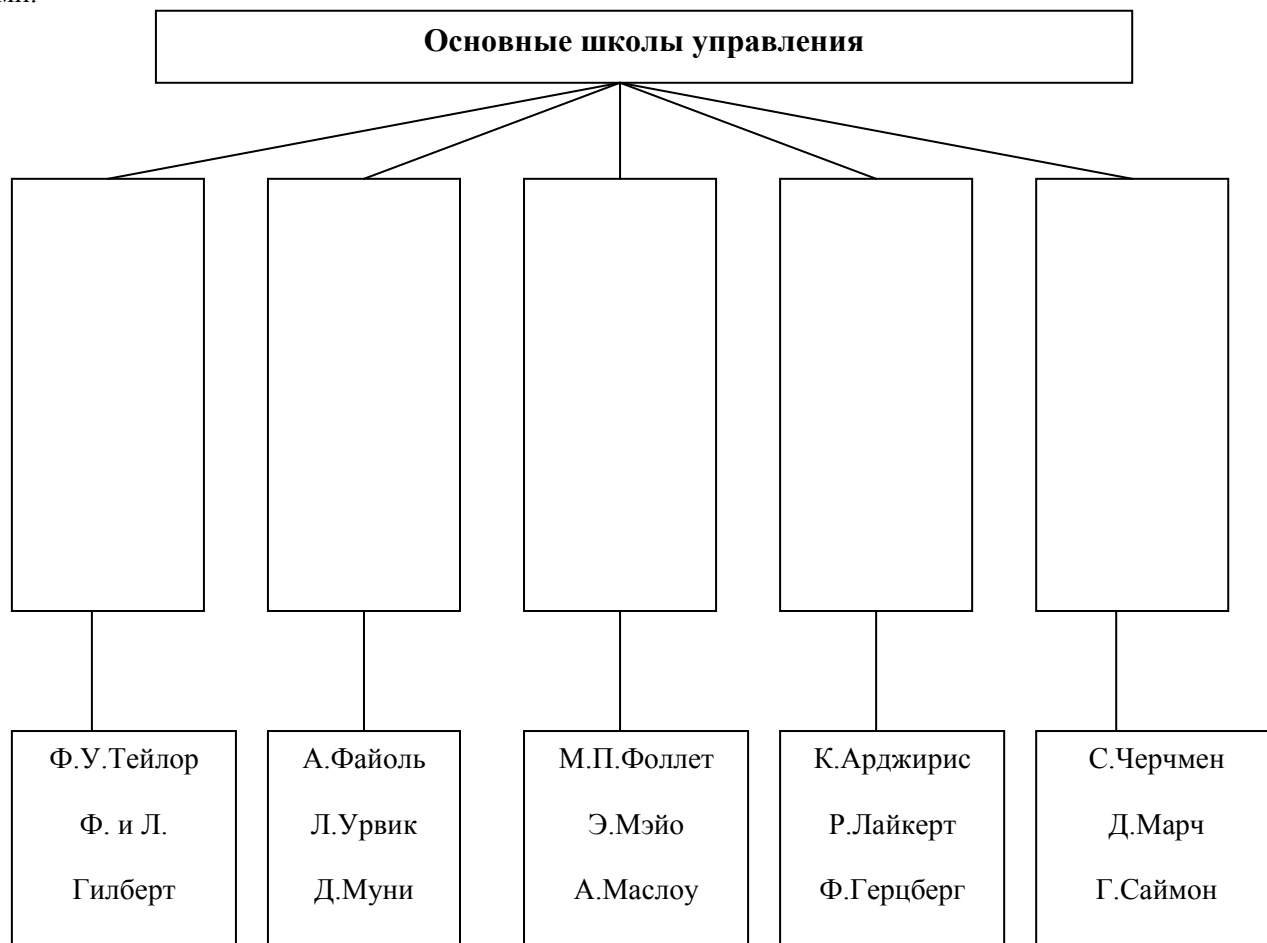 Основные школы управления
Ф.У.Тейлор
Ф. и Л.
Гилберт
А.Файоль
Л.Урвик
Д.Муни
М.П.Фоллет
Э.Мэйо
А.Маслоу
К.Арджирис
Р.Лайкерт
Ф.Герцберг
С.Черчмен
Д.Марч
Г.Саймон